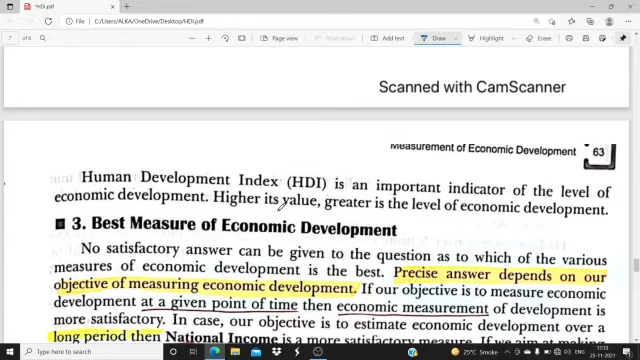 *HDI.pdf
C:/Users/ALKA/OneDrive/Desktop/HDI.pdf
7 of 8
Page view
Add text
Draw
Highlight
Erase
Scanned with CamScanner
Measurement of Economic Development 63
Human Development Index (HDI) is an important indicator of the level of
economic development. Higher its value, greater is the level of economic development.
3. Best Measure of Economic Development
No satisfactory answer can be given to the question as to which of the various
measures of economic development is the best. Precise answer depends on our
objective of measuring economic development. If our objective is to measure economic
development at a given point of time then economic measurement of development is
more satisfactory. In case, our objective is to estimate economic development over a
long period then National Income is a more satisfactory measure. If we aim at making
Type here to search
25°C Smoke
ENG
17:33
25-11-2021